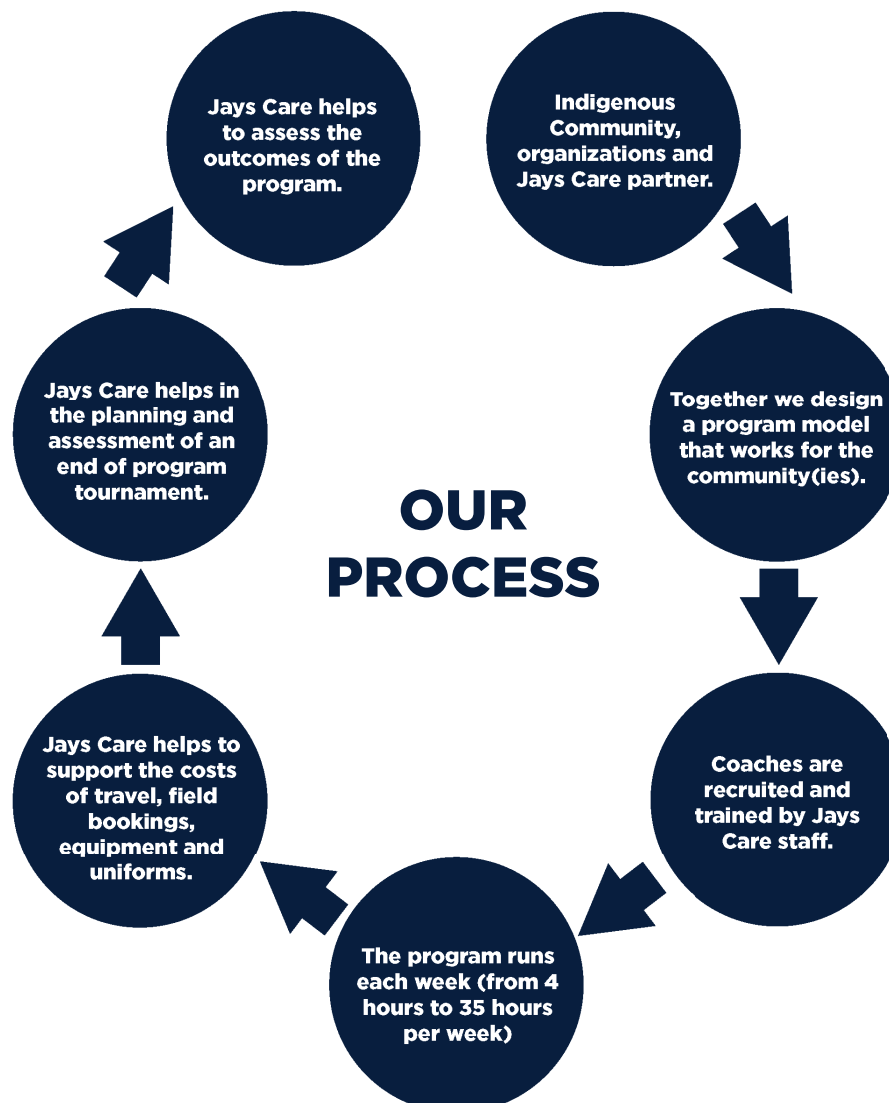 OUR
PROCESS
Indigenous
Community,
organizations and
Jays Care partner.
Together we design
a program model
that works for the
community(ies).
Coaches are
recruited and
trained by Jays
Care staff.
The program runs
each week (from 4
hours to 35 hours
per week)
Jays Care helps to
support the costs
of travel, field
bookings,
equipment and
uniforms.
Jays Care helps in
the planning and
assessment of an
end of program
tournament.
Jays Care helps
to assess the
outcomes of the
program.